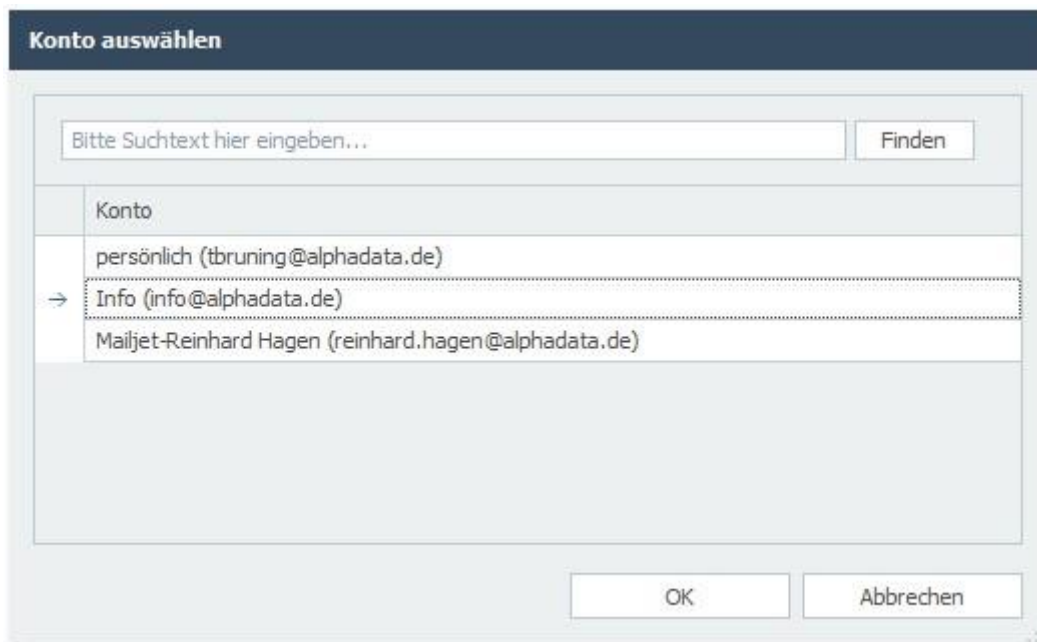 Konto auswählen
Bitte Suchtext hier eingeben... Finden
Konto
persönlich (tbruning@alphadata.de)
Info (info@alphadata.de)
Mailjet-Reinhard Hagen (reinhard.hagen@alphadata.de)
OK Abbrechen